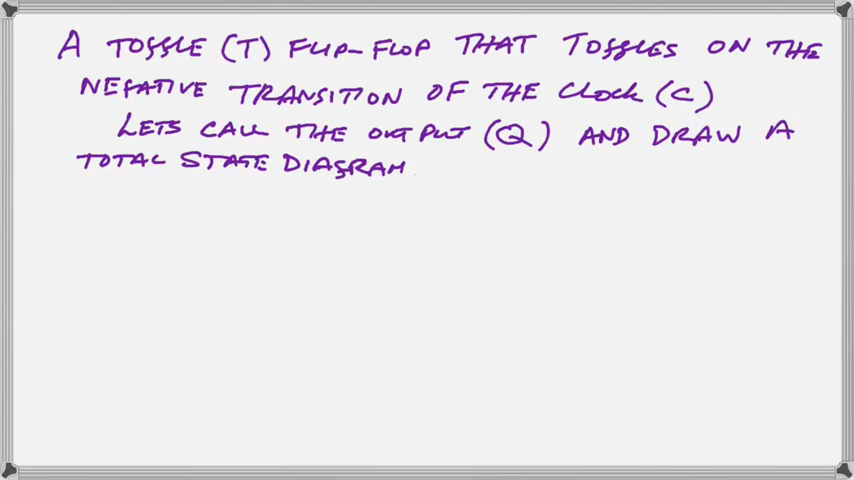 A TOGGLE (T) FLIP-FLOP THAT TOGGLES ON THE
NEGATIVE TRANSITION OF THE CLOCK (C)
LETS CALL THE OUTPUT (Q) AND DRAW A
TOTAL STATE DIAGRAM